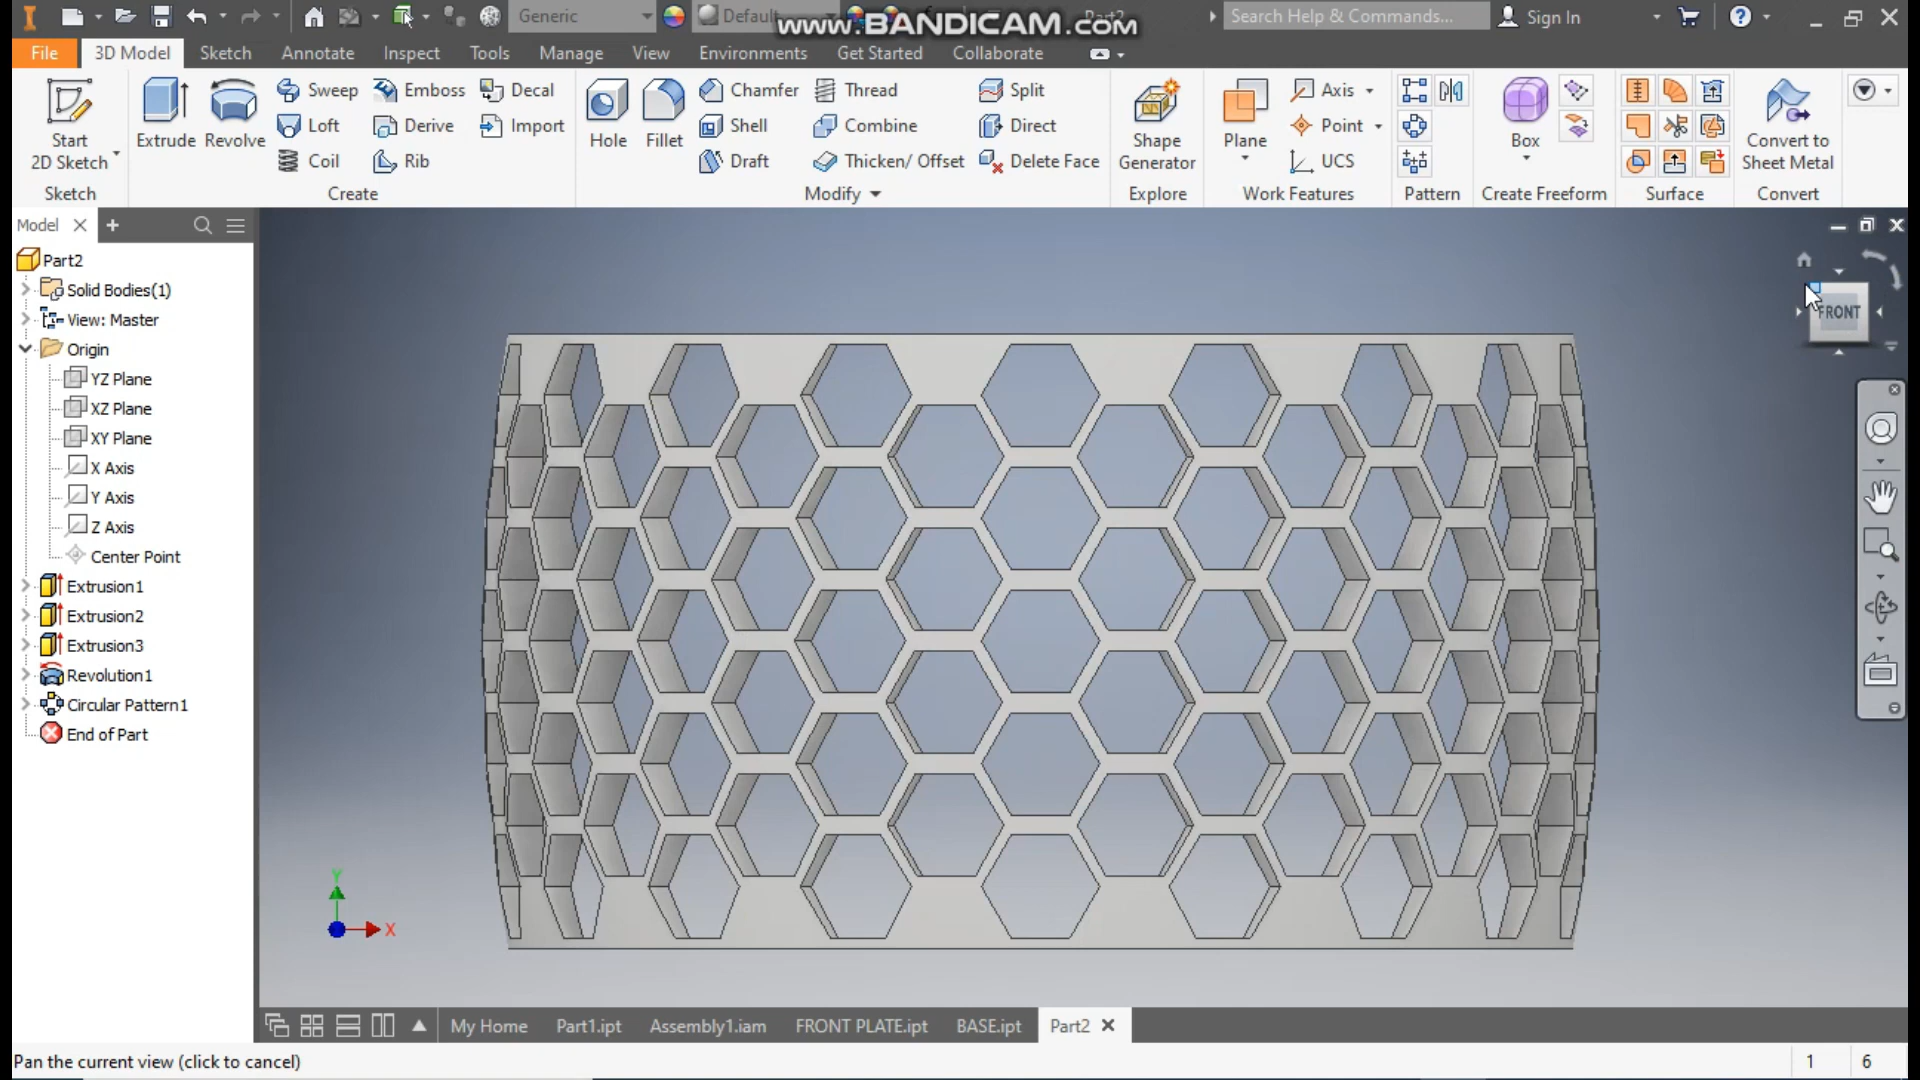 Generic
Default
www.BANDICAM.com
Part2
Search Help & Commands...
Sign In
File
3D Model
Sketch
Annotate
Inspect
Tools
Manage
View
Environments
Get Started
Collaborate
Start
2D Sketch
Extrude
Revolve
Sweep
Loft
Coil
Emboss
Derive
Rib
Decal
Import
Hole
Fillet
Chamfer
Shell
Draft
Thread
Combine
Thicken/ Offset
Split
Direct
Delete Face
Shape
Generator
Plane
Axis
Point
UCS
Box
Convert to
Sheet Metal
Sketch
Create
Modify
Explore
Work Features
Pattern
Create Freeform
Surface
Convert
Model
Part2
Solid Bodies(1)
View: Master
Origin
YZ Plane
XZ Plane
XY Plane
X Axis
Y Axis
Z Axis
Center Point
Extrusion1
Extrusion2
Extrusion3
Revolution1
Circular Pattern1
End of Part
FRONT
Y
X
My Home
Part1.ipt
Assembly1.iam
FRONT PLATE.ipt
BASE.ipt
Part2
Pan the current view (click to cancel)
1
6